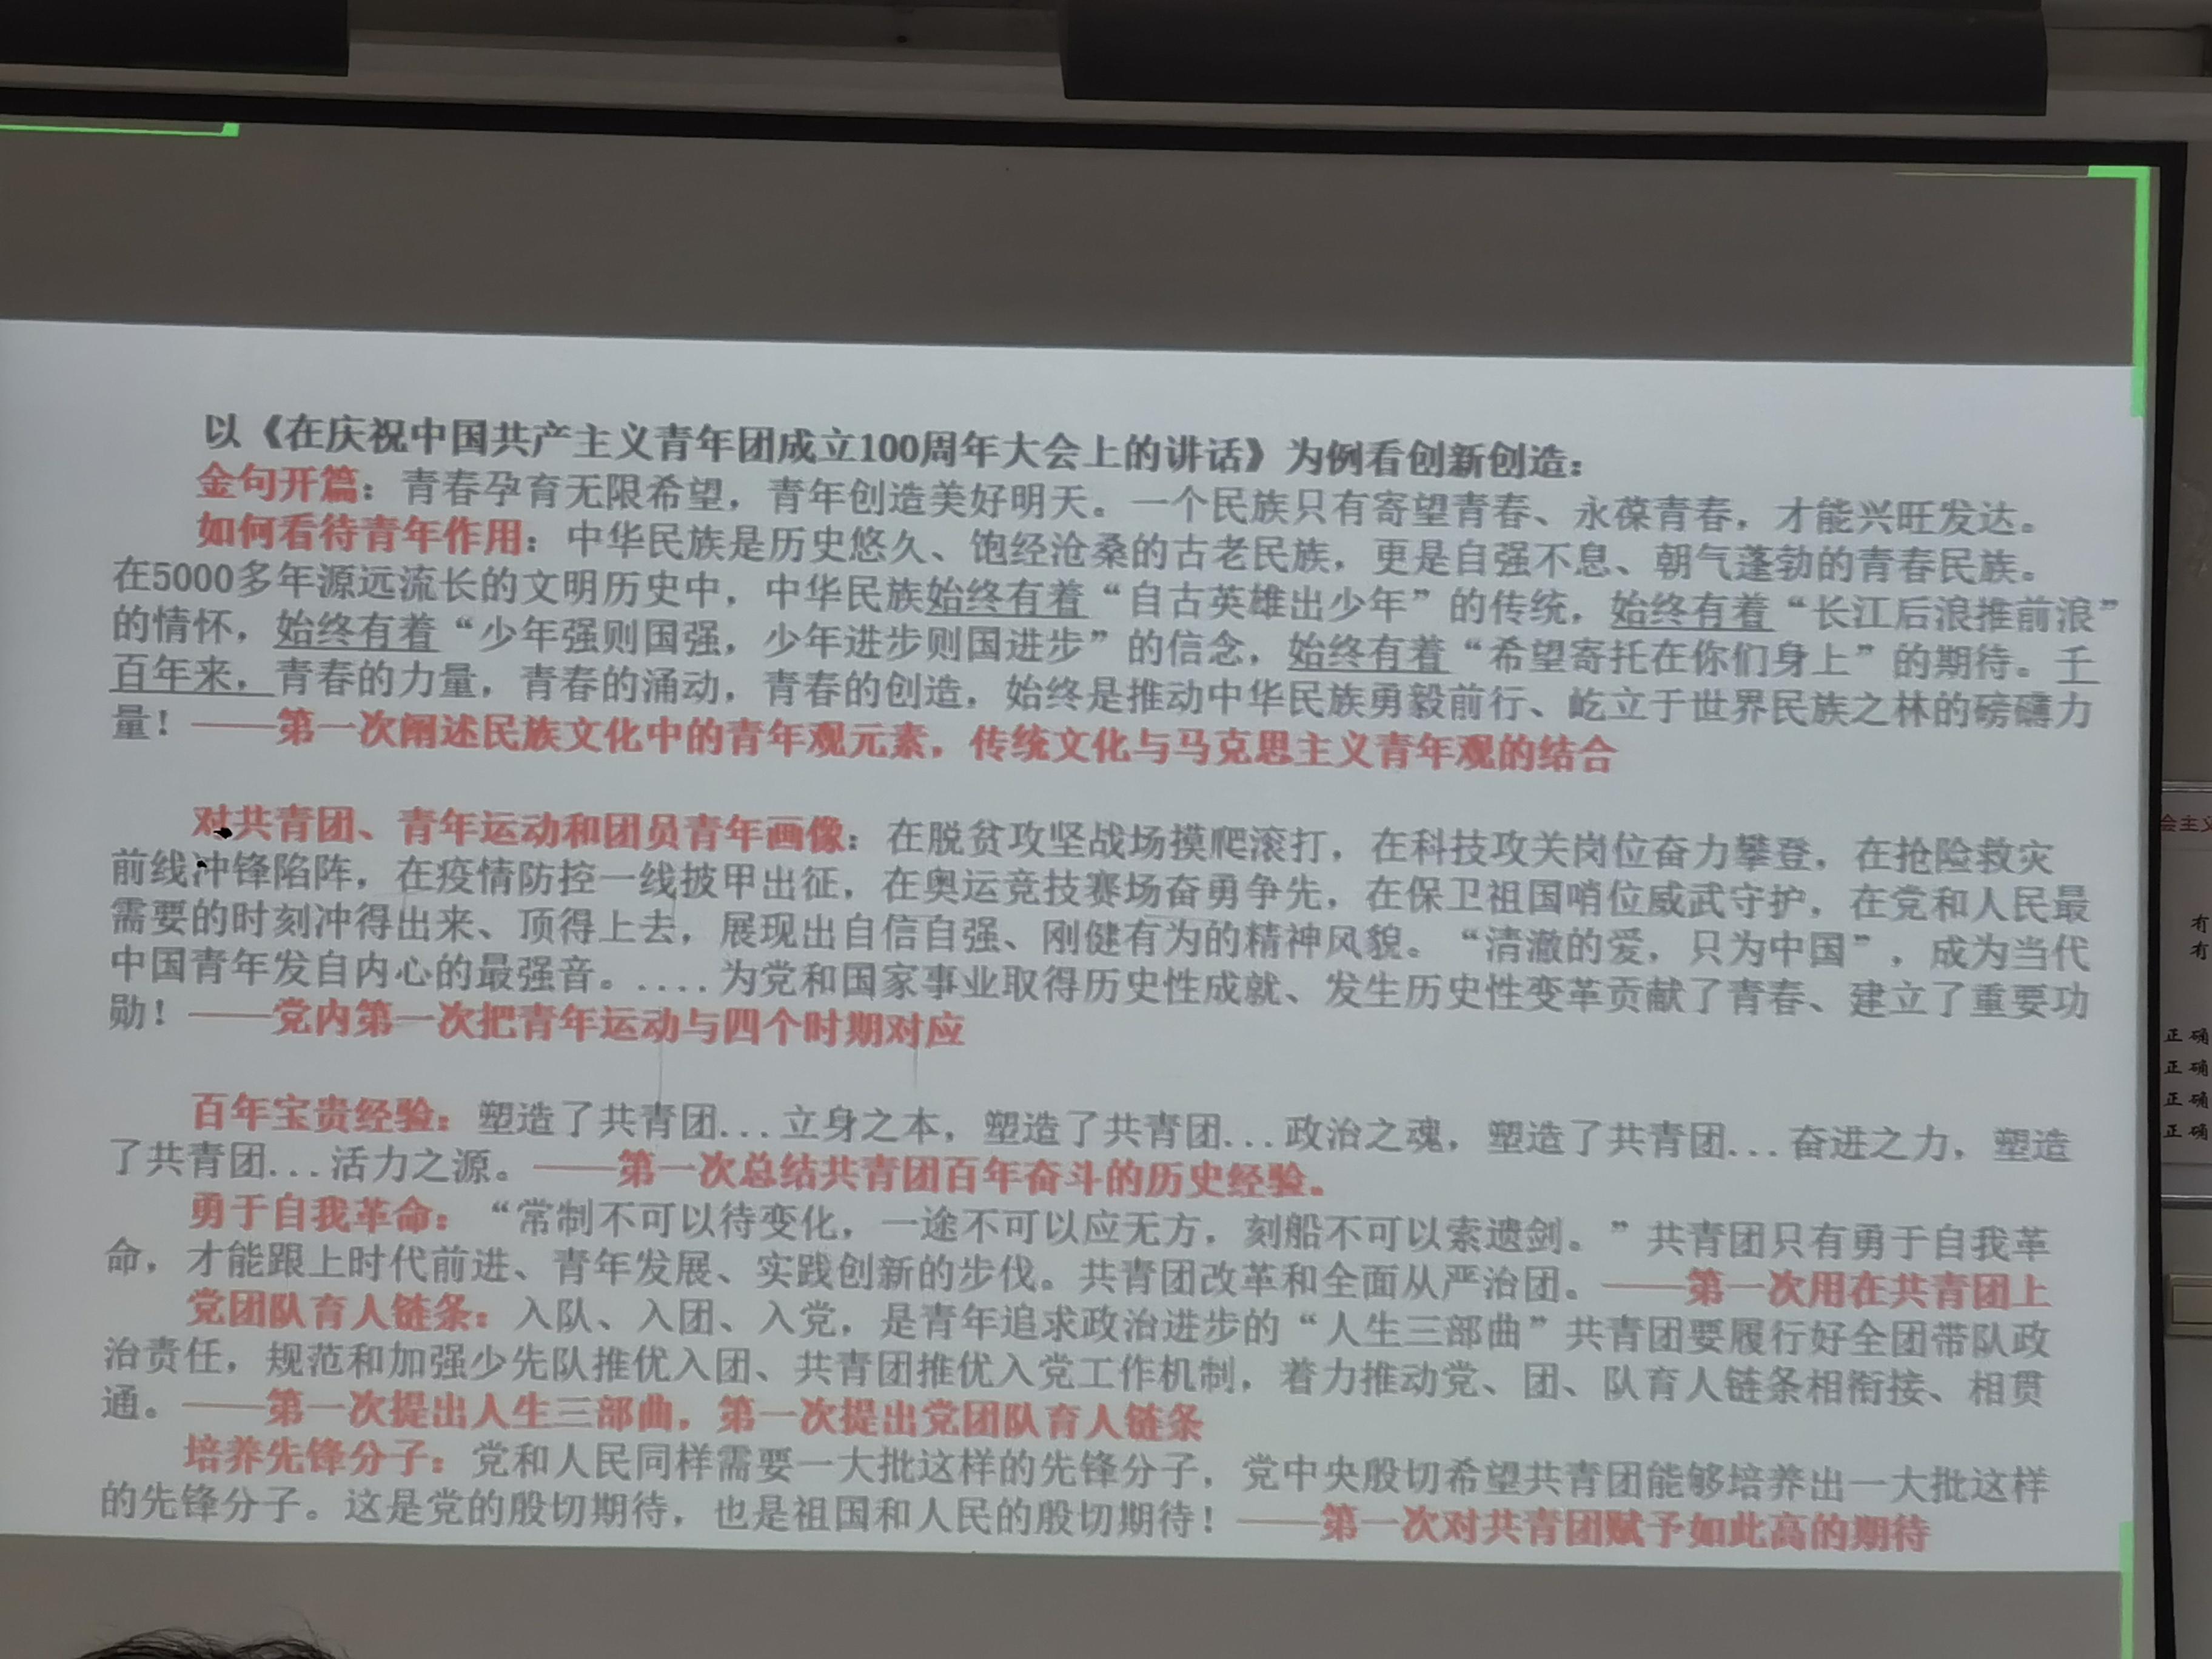 以《在庆祝中国共产主义青年团成立100周年大会上的讲话》为例看创新创造：
金句开篇：青春孕育无限希望，青年创造美好明天。一个民族只有寄望青春、永葆青春，才能兴旺发达。
如何看待青年作用：中华民族是历史悠久、饱经沧桑的古老民族，更是自强不息、朝气蓬勃的青春民族。
在5000多年源远流长的文明历史中，中华民族始终有着“自古英雄出少年”的传统，始终有着“长江后浪推前浪”
的情怀，始终有着“少年强则国强，少年进步则国进步”的信念，始终有着“希望寄托在你们身上”的期待。千
百年来，青春的力量，青春的涌动，青春的创造，始终是推动中华民族勇毅前行、屹立于世界民族之林的磅礴力
量！——第一次阐述民族文化中的青年观元素，传统文化与马克思主义青年观的结合
对共青团、青年运动和团员青年画像：在脱贫攻坚战场摸爬滚打，在科技攻关岗位奋力攀登，在抢险救灾
前线冲锋陷阵，在疫情防控一线披甲出征，在奥运竞技赛场奋勇争先，在保卫祖国哨位威武守护，在党和人民最
需要的时刻冲得出来、顶得上去，展现出自信自强、刚健有为的精神风貌。“清澈的爱，只为中国”，成为当代
中国青年发自内心的最强音。....为党和国家事业取得历史性成就、发生历史性变革贡献了青春、建立了重要功
勋！——党内第一次把青年运动与四个时期对应
百年宝贵经验：塑造了共青团...立身之本，塑造了共青团...政治之魂，塑造了共青团...奋进之力，塑造
了共青团...活力之源。——第一次总结共青团百年奋斗的历史经验。
勇于自我革命：“常制不可以待变化，一途不可以应无方，刻船不可以索遗剑。”共青团只有勇于自我革
命，才能跟上时代前进、青年发展、实践创新的步伐。共青团改革和全面从严治团。——第一次用在共青团上
党团队育人链条：入队、入团、入党，是青年追求政治进步的“人生三部曲”共青团要履行好全团带队政
治责任，规范和加强少先队推优入团、共青团推优入党工作机制，着力推动党、团、队育人链条相衔接、相贯
通。——第一次提出人生三部曲，第一次提出党团队育人链条
培养先锋分子：党和人民同样需要一大批这样的先锋分子，党中央殷切希望共青团能够培养出一大批这样
的先锋分子。这是党的殷切期待，也是祖国和人民的殷切期待！——第一次对共青团赋予如此高的期待
会主义
有
有
正确
正确
正确
正确